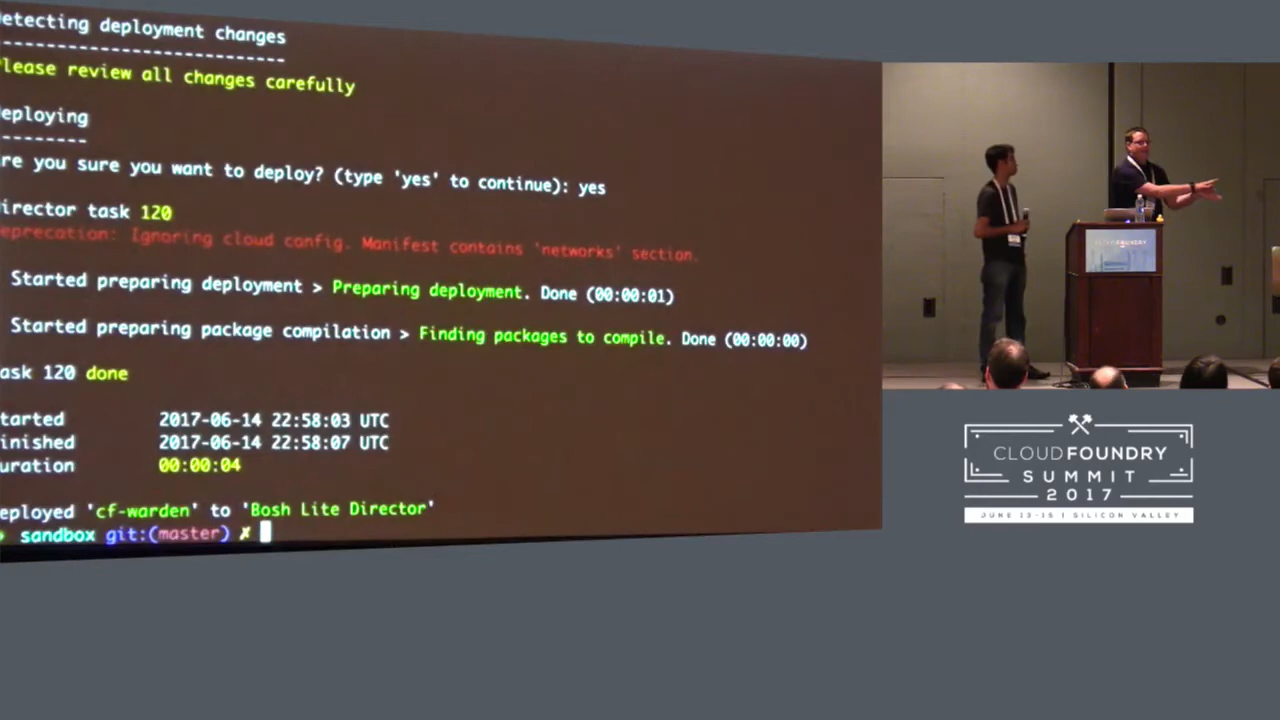 etecting deployment changes
lease review all changes carefully
eploying
re you sure you want to deploy? (type 'yes' to continue): yes
irector task 120
eprecation: Ignoring cloud config. Manifest contains 'networks' section.
Started preparing deployment > Preparing deployment. Done (00:00:01)
Started preparing package compilation > Finding packages to compile. Done (00:00:00)
ask 120 done
tarted 2017-06-14 22:58:03 UTC
inished 2017-06-14 22:58:07 UTC
uration 00:00:04
eployed 'cf-warden' to 'Bosh Lite Director'
sandbox git:(master) ✗
CLOUD FOUNDRY
SUMMIT
2017
JUNE 13-15 | SILICON VALLEY